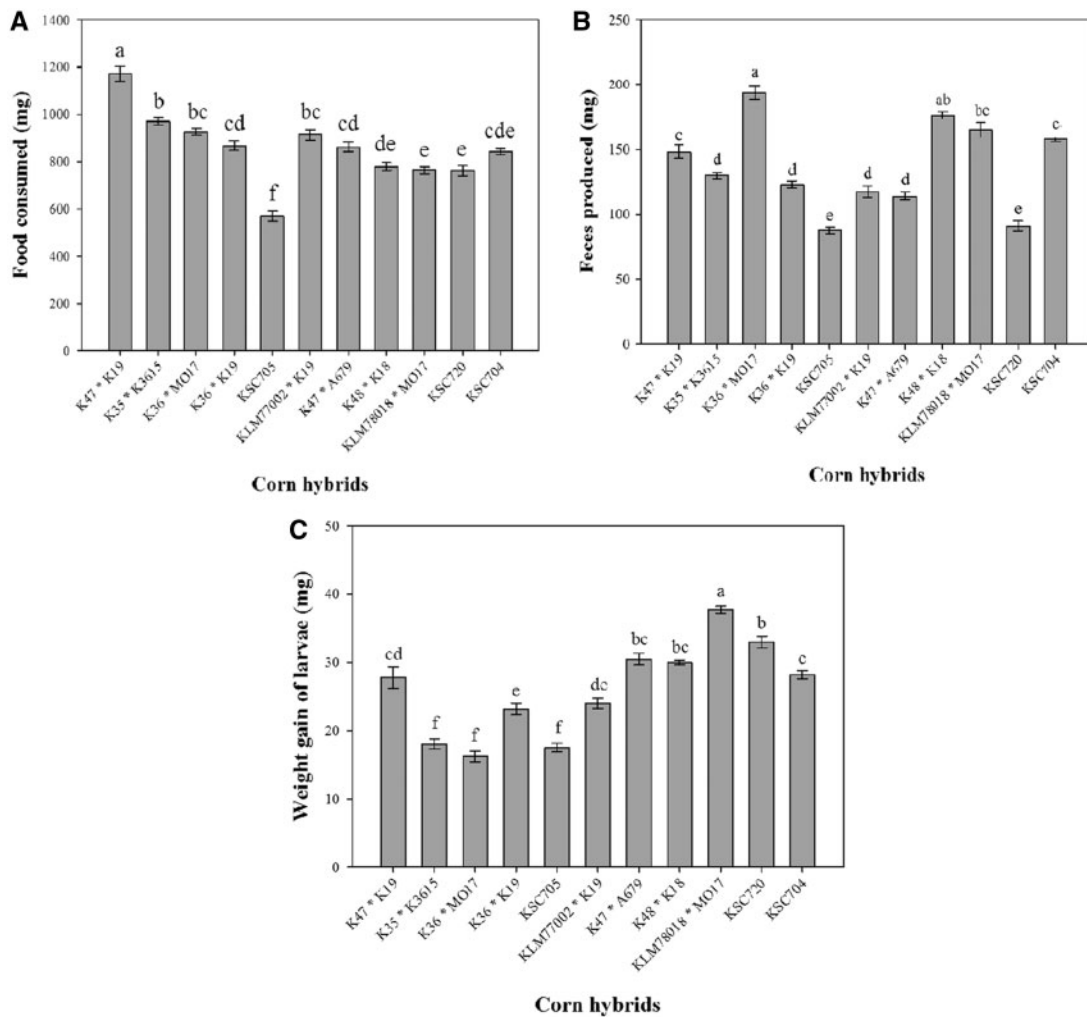 A
Food consumed (mg)
1400
1200
1000
800
600
400
200
0
a
b
bc
cd
f
bc
cd
de
e
e
cde
K47 * K19
K35 * K3615
K36 * MO17
K36 * K19
KSC705
KLM77002 * K19
K47 * A679
K48 * K18
KLM78018 * MO17
KSC720
KSC704
Corn hybrids
B
Feces produced (mg)
250
200
150
100
50
0
c
d
a
d
e
d
d
ab
bc
e
c
K47 * K19
K35 * K3615
K36 * MO17
K36 * K19
KSC705
KLM77002 * K19
K47 * A679
K48 * K18
KLM78018 * MO17
KSC720
KSC704
Corn hybrids
C
Weight gain of larvae (mg)
50
40
30
20
10
0
cd
f
f
e
f
dc
bc
bc
a
b
c
K47 * K19
K35 * K3615
K36 * MO17
K36 * K19
KSC705
KLM77002 * K19
K47 * A679
K48 * K18
KLM78018 * MO17
KSC720
KSC704
Corn hybrids